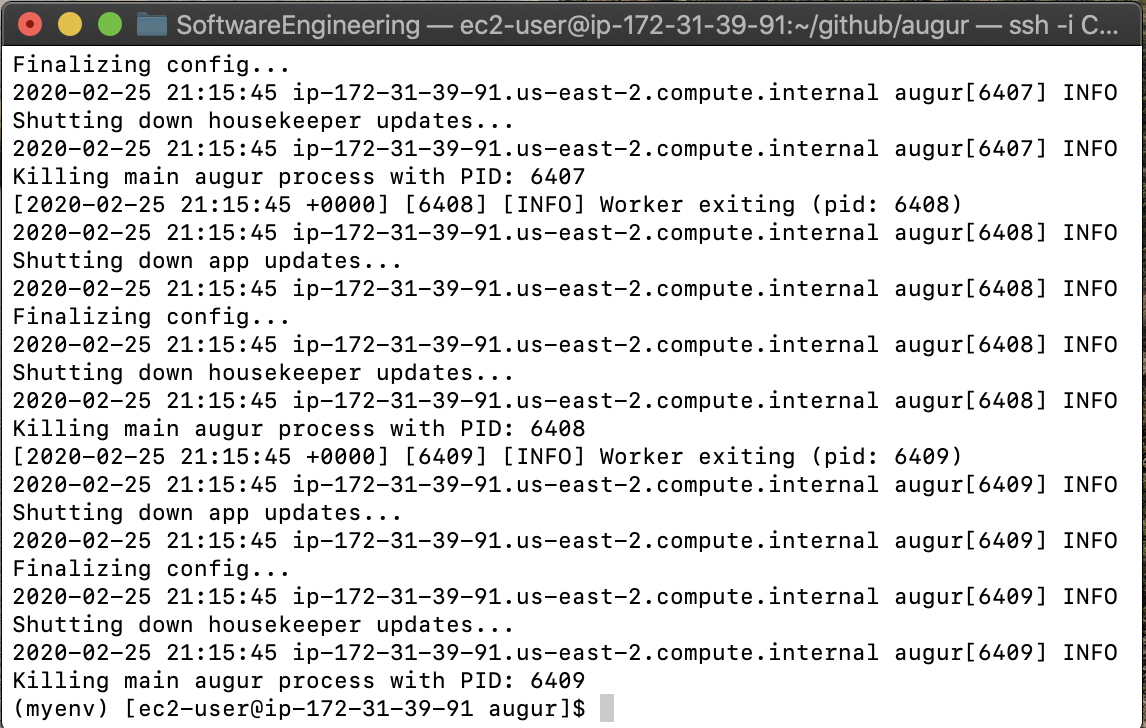 SoftwareEngineering — ec2-user@ip-172-31-39-91:~/github/augur — ssh -i C...
Finalizing config...
2020-02-25 21:15:45 ip-172-31-39-91.us-east-2.compute.internal augur[6407] INFO
Shutting down housekeeper updates...
2020-02-25 21:15:45 ip-172-31-39-91.us-east-2.compute.internal augur[6407] INFO
Killing main augur process with PID: 6407
[2020-02-25 21:15:45 +0000] [6408] [INFO] Worker exiting (pid: 6408)
2020-02-25 21:15:45 ip-172-31-39-91.us-east-2.compute.internal augur[6408] INFO
Shutting down app updates...
2020-02-25 21:15:45 ip-172-31-39-91.us-east-2.compute.internal augur[6408] INFO
Finalizing config...
2020-02-25 21:15:45 ip-172-31-39-91.us-east-2.compute.internal augur[6408] INFO
Shutting down housekeeper updates...
2020-02-25 21:15:45 ip-172-31-39-91.us-east-2.compute.internal augur[6408] INFO
Killing main augur process with PID: 6408
[2020-02-25 21:15:45 +0000] [6409] [INFO] Worker exiting (pid: 6409)
2020-02-25 21:15:45 ip-172-31-39-91.us-east-2.compute.internal augur[6409] INFO
Shutting down app updates...
2020-02-25 21:15:45 ip-172-31-39-91.us-east-2.compute.internal augur[6409] INFO
Finalizing config...
2020-02-25 21:15:45 ip-172-31-39-91.us-east-2.compute.internal augur[6409] INFO
Shutting down housekeeper updates...
2020-02-25 21:15:45 ip-172-31-39-91.us-east-2.compute.internal augur[6409] INFO
Killing main augur process with PID: 6409
(myenv) [ec2-user@ip-172-31-39-91 augur]$